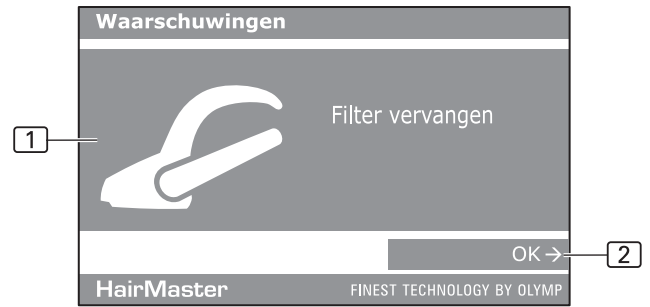 Waarschuwingen
Filter vervangen
1
OK →
2
HairMaster FINEST TECHNOLOGY BY OLYMP